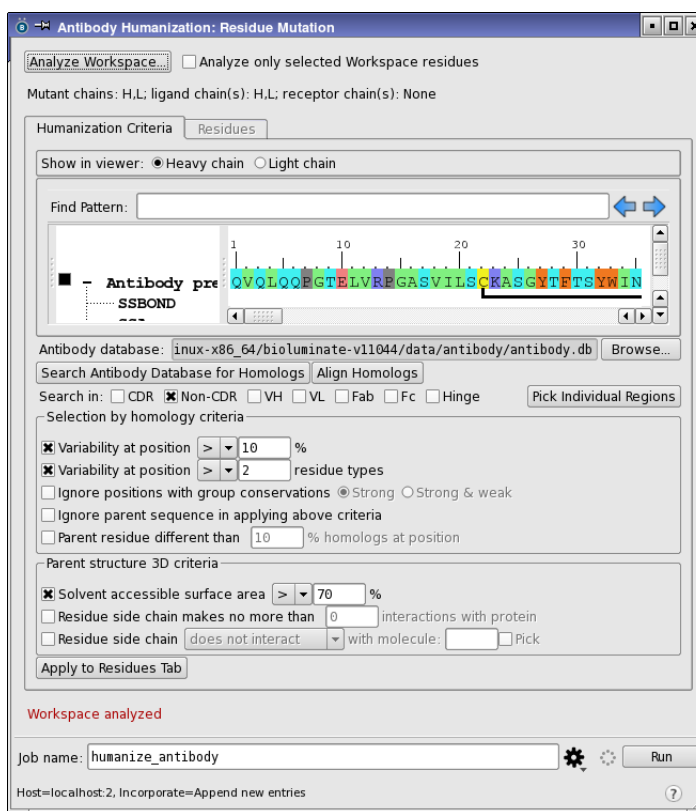 Antibody Humanization: Residue Mutation
Analyze Workspace... Analyze only selected Workspace residues
Mutant chains: H,L; ligand chain(s): H,L; receptor chain(s): None
Humanization Criteria Residues
Show in viewer: Heavy chain Light chain
Find Pattern:
1 10 20 30
Antibody pre QVQLQQPGTELVRPGASVILSCKASGYTFTSYWIN
SSBOND
Antibody database: inux-x86_64/bioluminate-v11044/data/antibody/antibody.db Browse...
Search Antibody Database for Homologs Align Homologs
Search in: CDR Non-CDR VH VL Fab Fc Hinge Pick Individual Regions
Selection by homology criteria
Variability at position > 10 %
Variability at position > 2 residue types
Ignore positions with group conservations Strong Strong & weak
Ignore parent sequence in applying above criteria
Parent residue different than 10 % homologs at position
Parent structure 3D criteria
Solvent accessible surface area > 70 %
Residue side chain makes no more than 0 interactions with protein
Residue side chain does not interact with molecule: Pick
Apply to Residues Tab
Workspace analyzed
Job name: humanize_antibody Run
Host=localhost:2, Incorporate=Append new entries ?